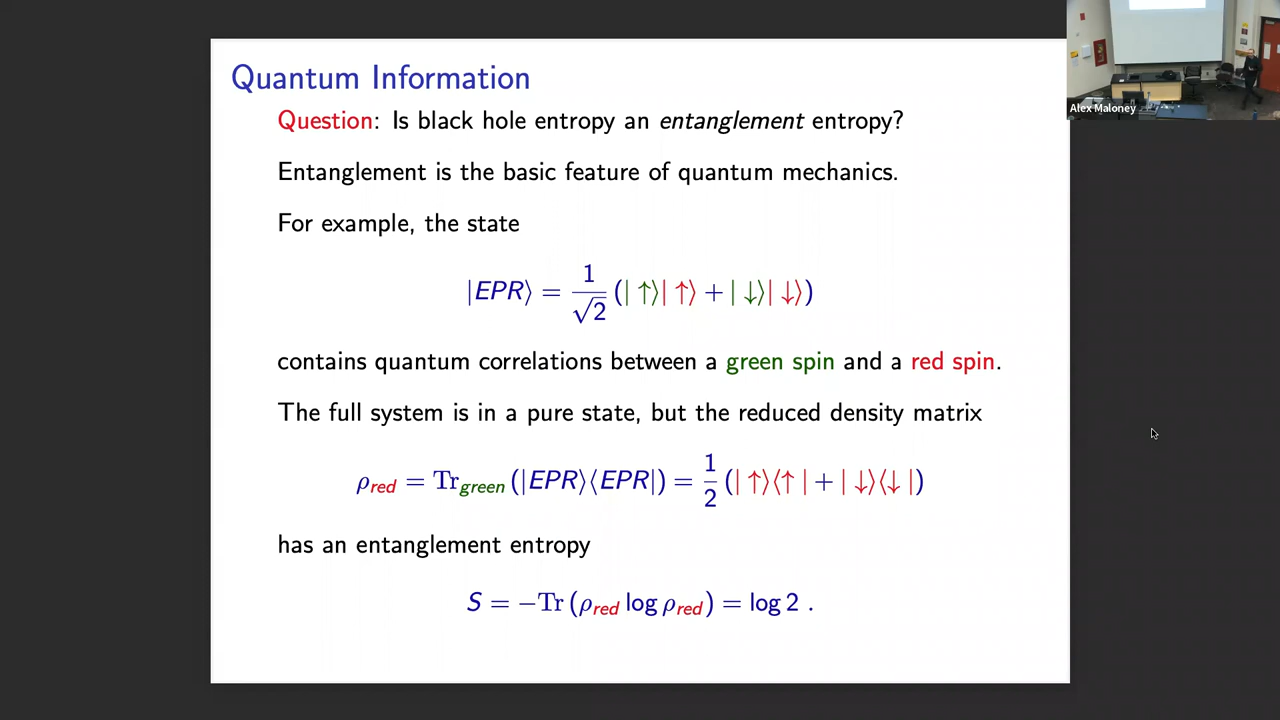 Quantum Information
Question: Is black hole entropy an entanglement entropy?
Entanglement is the basic feature of quantum mechanics.
For example, the state
|EPR⟩ = 1/√2 (|↑⟩|↑⟩ + |↓⟩|↓⟩)
contains quantum correlations between a green spin and a red spin.
The full system is in a pure state, but the reduced density matrix
ρ_red = Tr_green (|EPR⟩⟨EPR|) = 1/2 (|↑⟩⟨↑| + |↓⟩⟨↓|)
has an entanglement entropy
S = −Tr (ρ_red log ρ_red) = log 2 .
Alex Maloney